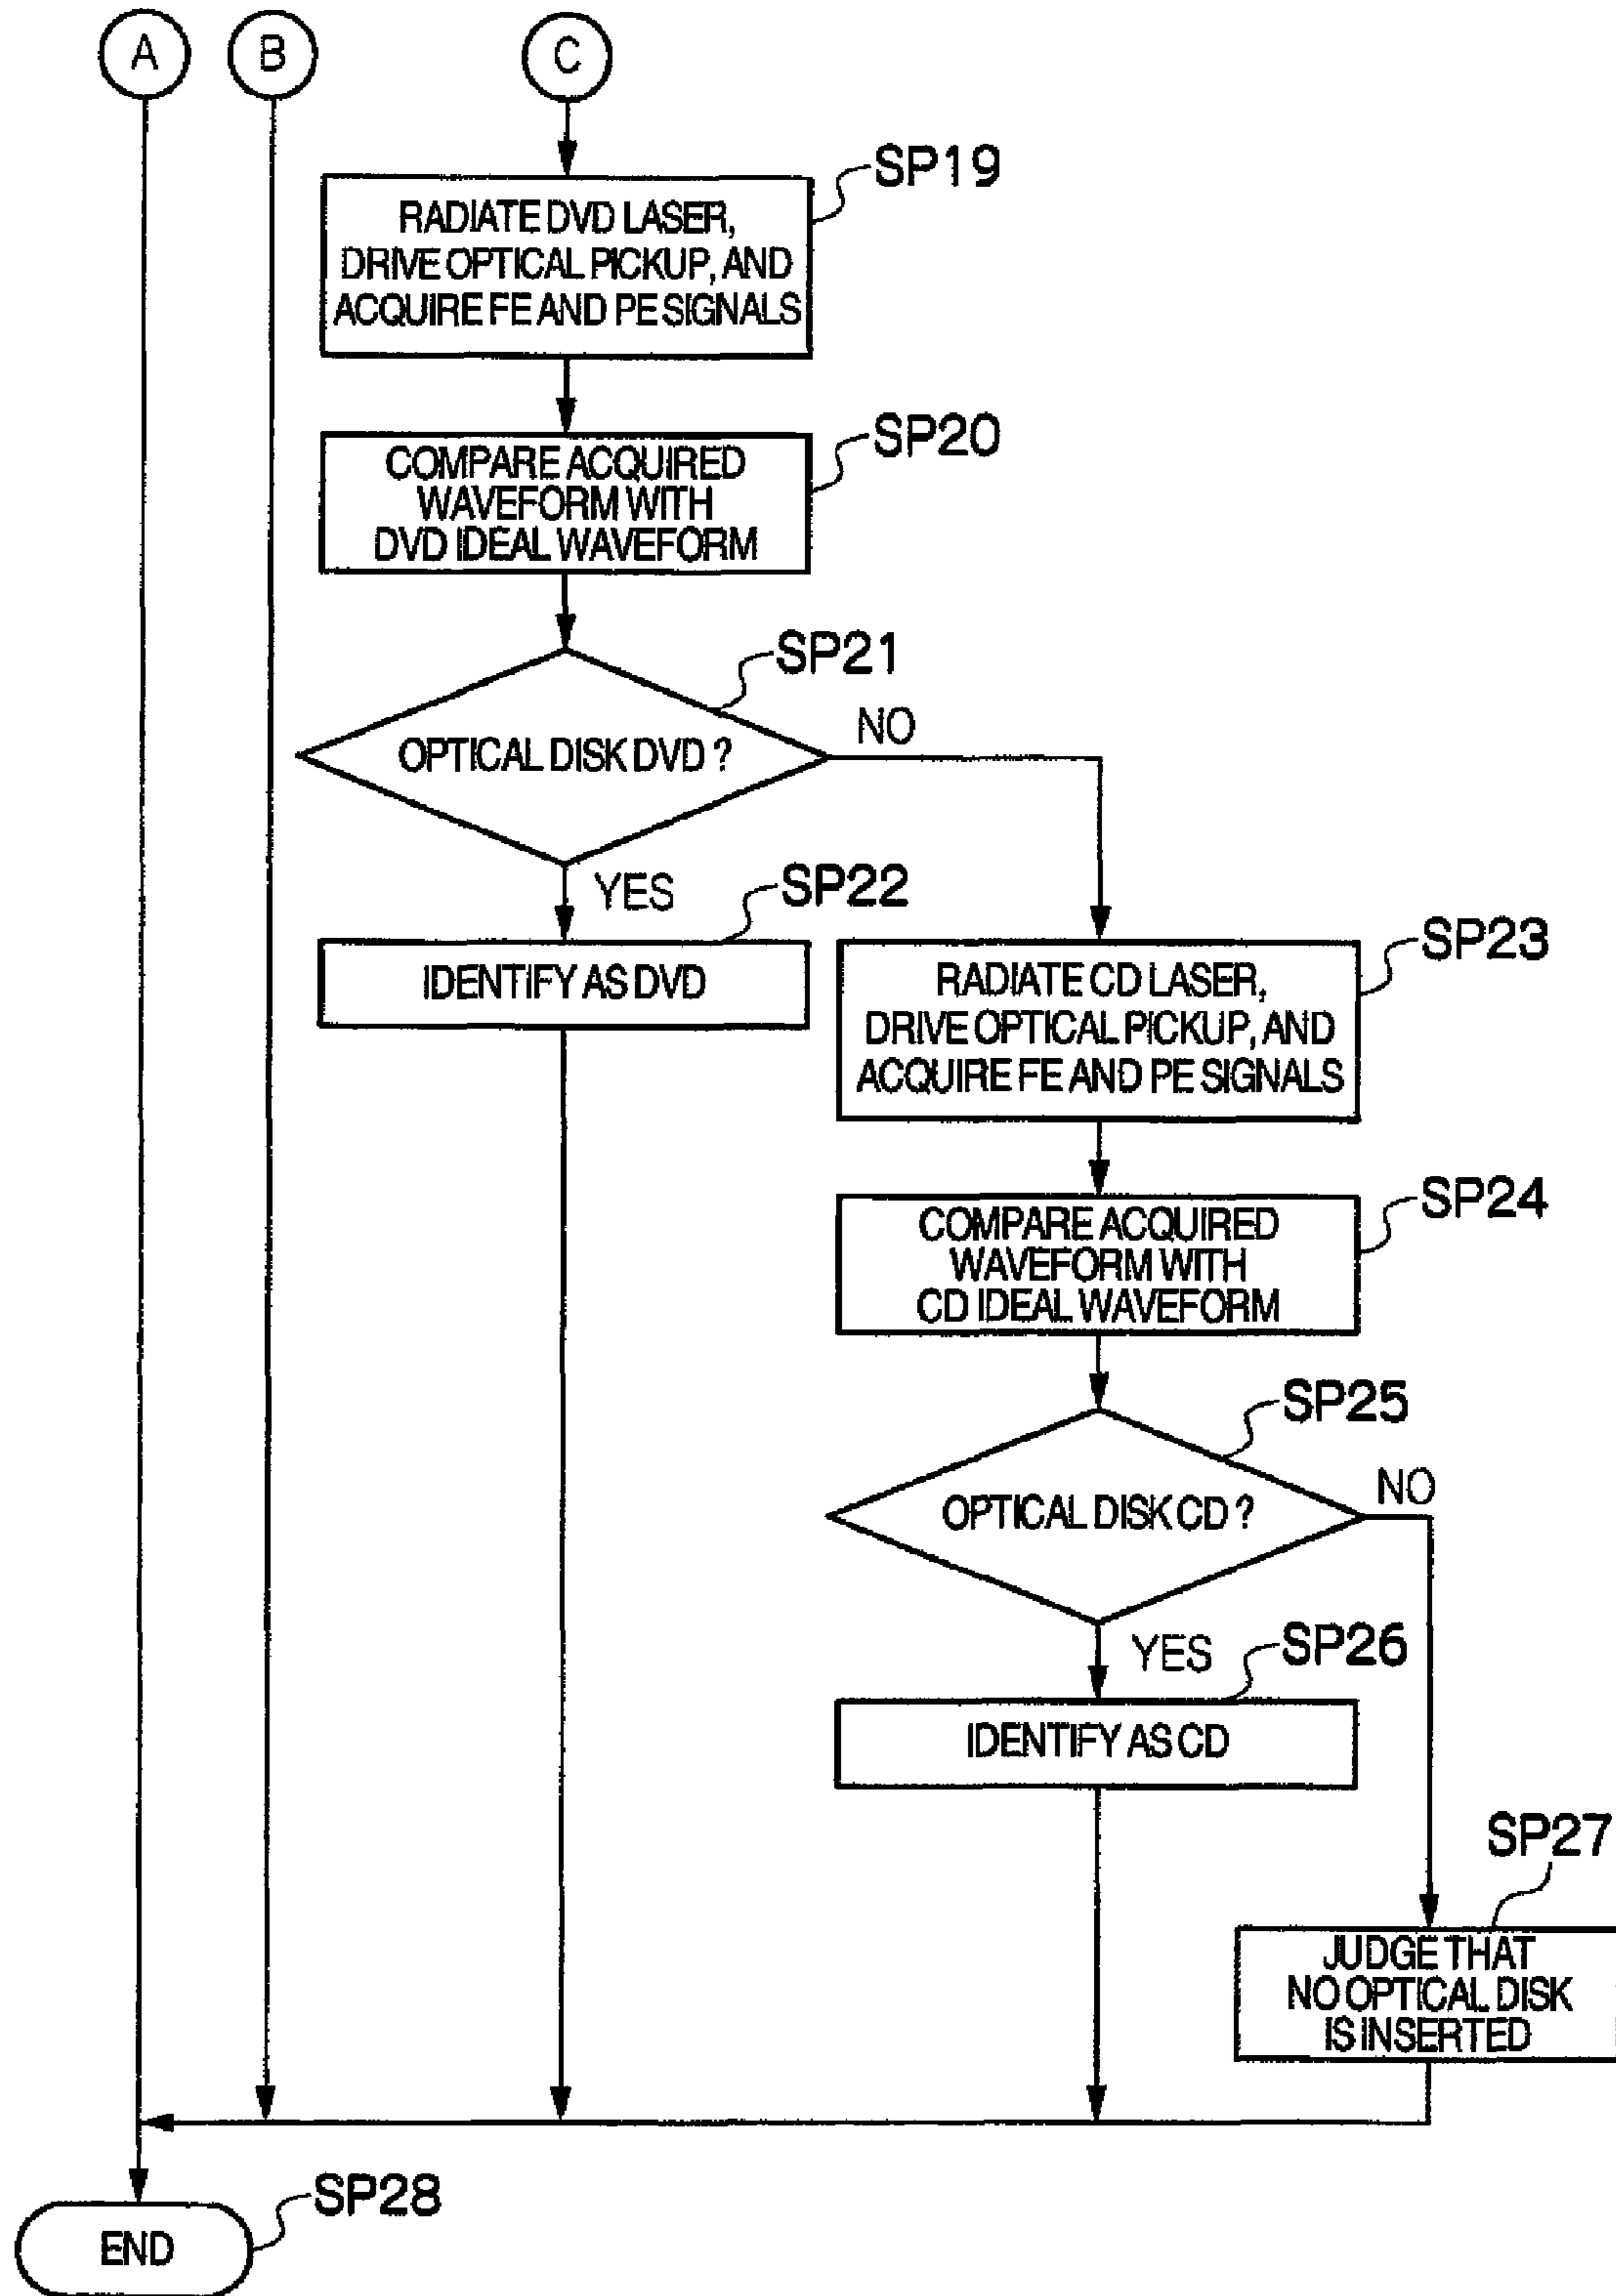 A
B
C
SP19
RADIATE DVD LASER,
DRIVE OPTICAL PICKUP, AND
ACQUIRE FE AND PE SIGNALS
SP20
COMPARE ACQUIRED
WAVEFORM WITH
DVD IDEAL WAVEFORM
SP21
OPTICAL DISK DVD ?
NO
YES
SP22
IDENTIFY AS DVD
SP23
RADIATE CD LASER,
DRIVE OPTICAL PICKUP, AND
ACQUIRE FE AND PE SIGNALS
SP24
COMPARE ACQUIRED
WAVEFORM WITH
CD IDEAL WAVEFORM
SP25
OPTICAL DISK CD ?
NO
YES
SP26
IDENTIFY AS CD
SP27
JUDGE THAT
NO OPTICAL DISK
IS INSERTED
SP28
END